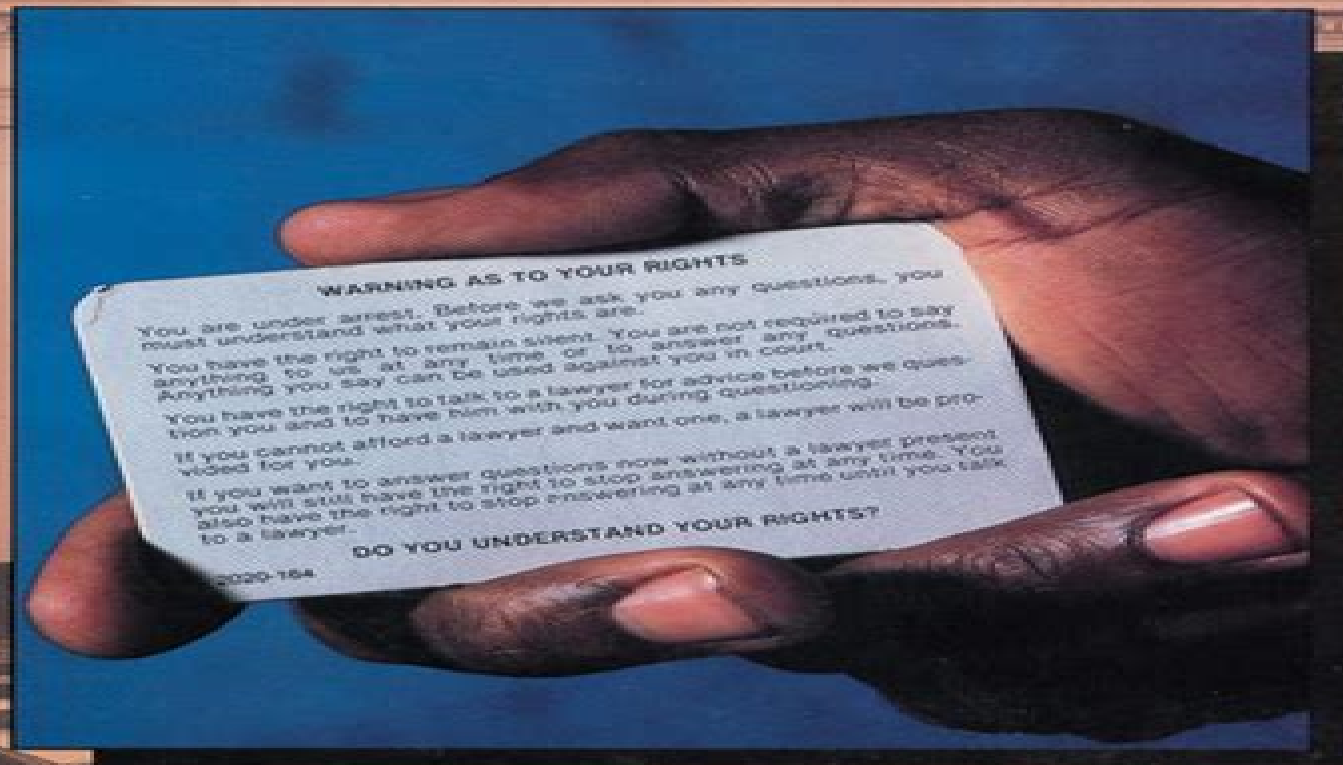 WARNING AS TO YOUR RIGHTS
You are under arrest. Before we ask you any questions, you
must understand what your rights are.
You have the right to remain silent. You are not required to say
anything to us at any time or to answer any questions.
Anything you say can be used against you in court.
You have the right to talk to a lawyer for advice before we ques-
tion you and to have him with you during questioning.
If you cannot afford a lawyer and want one, a lawyer will be pro-
vided for you.
If you want to answer questions now without a lawyer present
you will still have the right to stop answering at any time. You
also have the right to stop answering at any time until you talk
to a lawyer.
DO YOU UNDERSTAND YOUR RIGHTS?
2020-164